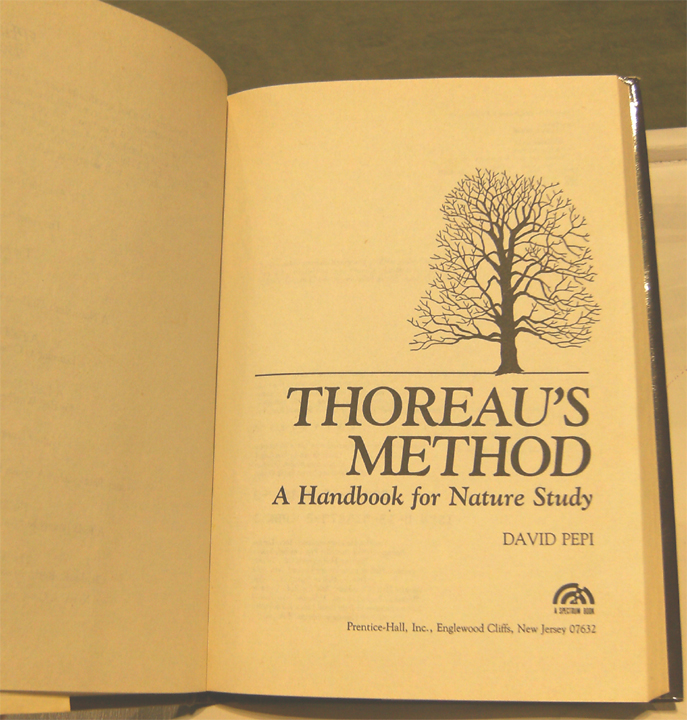 THOREAU'S
METHOD
A Handbook for Nature Study
DAVID PEPI
A SPECTRUM BOOK
Prentice-Hall, Inc., Englewood Cliffs, New Jersey 07632